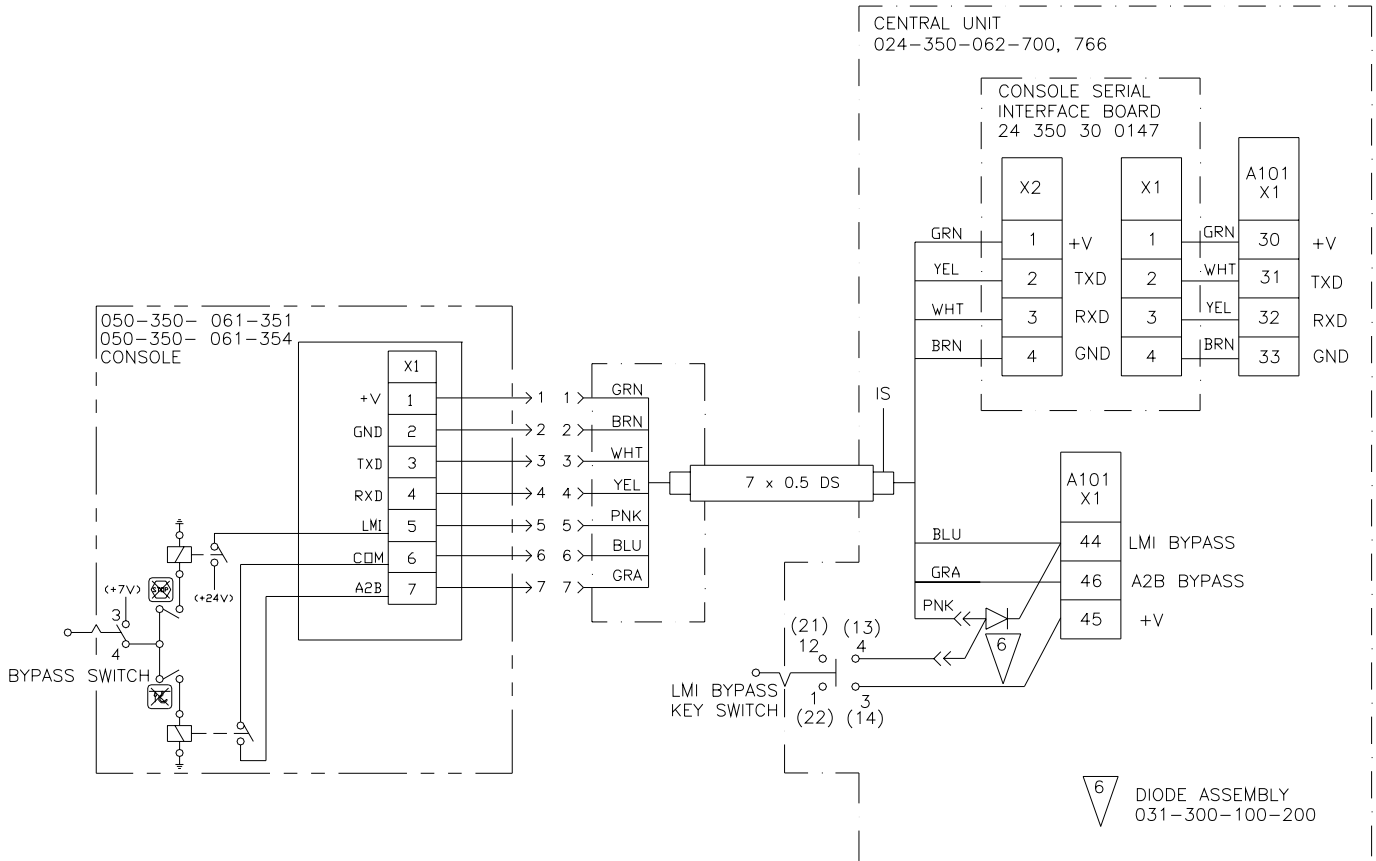 CENTRAL UNIT
024-350-062-700, 766
CONSOLE SERIAL
INTERFACE BOARD
24 350 30 0147
X2
X1
A101
X1
GRN
1
+V
1
GRN
30
+V
YEL
2
TXD
2
WHT
31
TXD
WHT
3
RXD
3
YEL
32
RXD
BRN
4
GND
4
BRN
33
GND
050-350- 061-351
050-350- 061-354
CONSOLE
X1
+V
1
1
1
GRN
GND
2
2
2
BRN
TXD
3
3
3
WHT
RXD
4
4
4
YEL
LMI
5
5
5
PNK
COM
6
6
6
BLU
A2B
7
7
7
GRA
7 x 0.5 DS
IS
(+7V)
(+24V)
3
4
BYPASS SWITCH
A101
X1
BLU
44
LMI BYPASS
GRA
46
A2B BYPASS
PNK
45
+V
6
(21)
(13)
12
4
LMI BYPASS
KEY SWITCH
1
3
(22)
(14)
6
DIODE ASSEMBLY
031-300-100-200